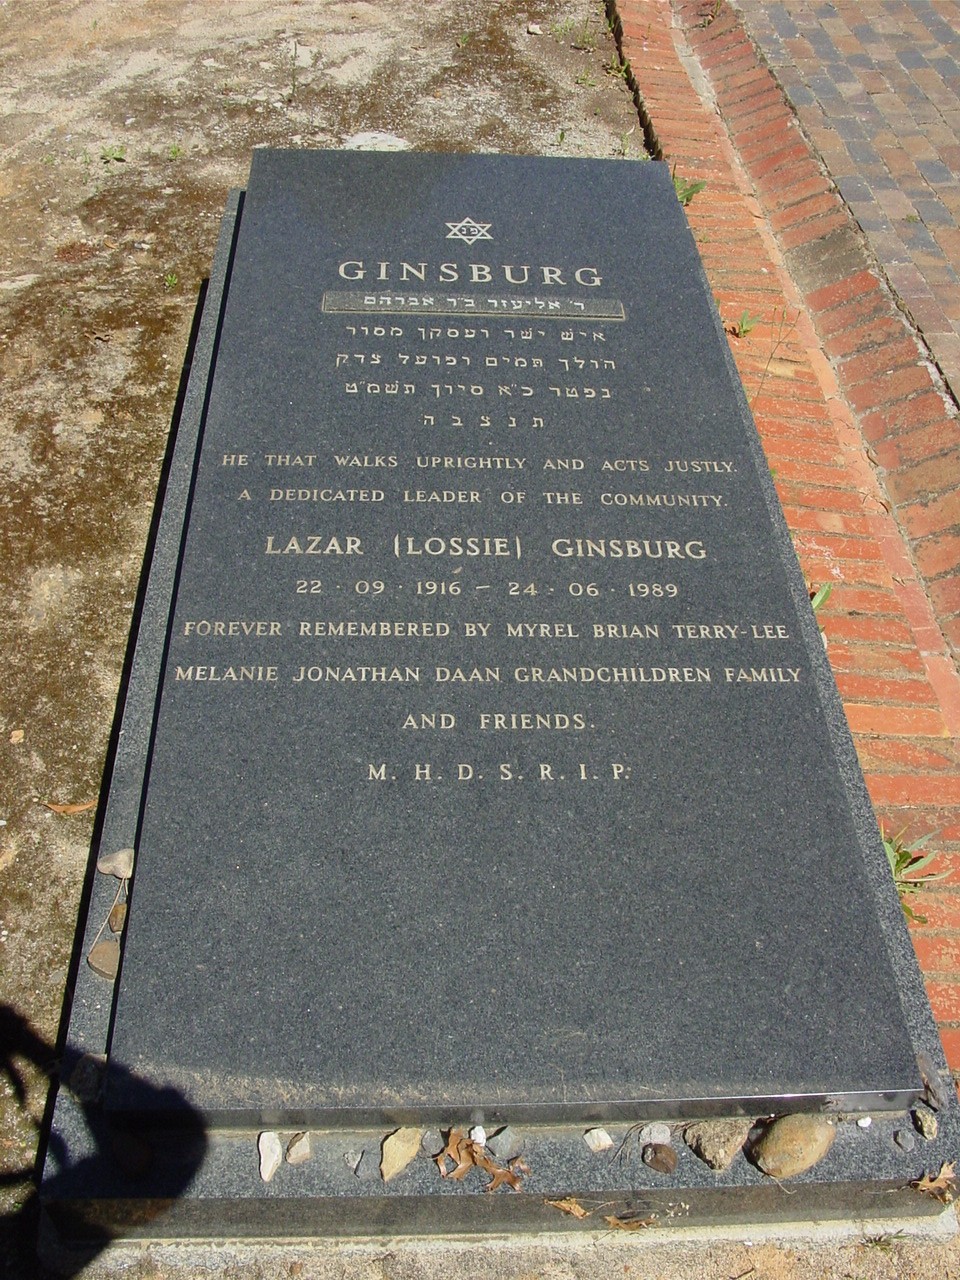 פנ
GINSBURG
ר׳ אליעזר ב״ר אברהם
איש ישר ועסקן מסור
הולך תמים ופועל צדק
נפטר כ״א סיון תשמ״ט
ת נ צ ב ה
HE THAT WALKS UPRIGHTLY AND ACTS JUSTLY.
A DEDICATED LEADER OF THE COMMUNITY.
LAZAR (LOSSIE) GINSBURG
22 · 09 · 1916 — 24 · 06 · 1989
FOREVER REMEMBERED BY MYREL BRIAN TERRY-LEE
MELANIE JONATHAN DAAN GRANDCHILDREN FAMILY
AND FRIENDS.
M. H. D. S. R. I. P.